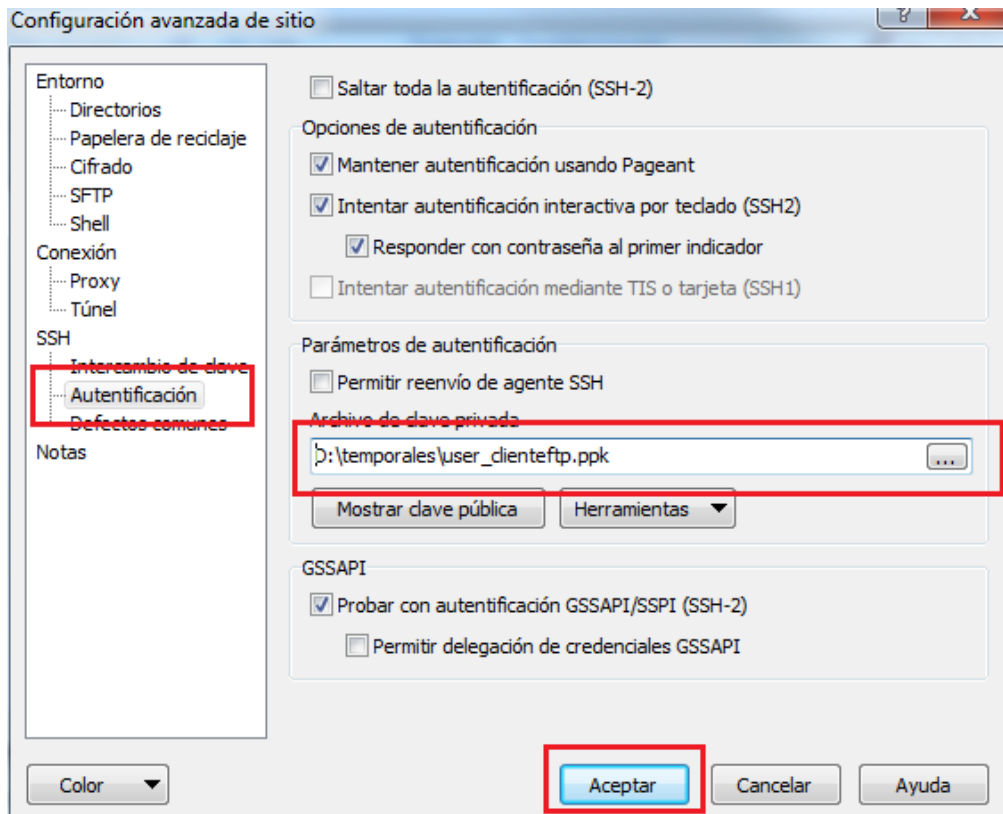 Configuración avanzada de sitio
?
Entorno
Directorios
Papelera de reciclaje
Cifrado
SFTP
Shell
Conexión
Proxy
Túnel
SSH
Intercambio de clave
Autentificación
Defectos comunes
Notas
Saltar toda la autentificación (SSH-2)
Opciones de autentificación
Mantener autentificación usando Pageant
Intentar autentificación interactiva por teclado (SSH2)
Responder con contraseña al primer indicador
Intentar autentificación mediante TIS o tarjeta (SSH1)
Parámetros de autentificación
Permitir reenvío de agente SSH
Archivo de clave privada
D:\temporales\user_clienteftp.ppk
...
Mostrar clave pública
Herramientas
GSSAPI
Probar con autentificación GSSAPI/SSPI (SSH-2)
Permitir delegación de credenciales GSSAPI
Color
Aceptar
Cancelar
Ayuda